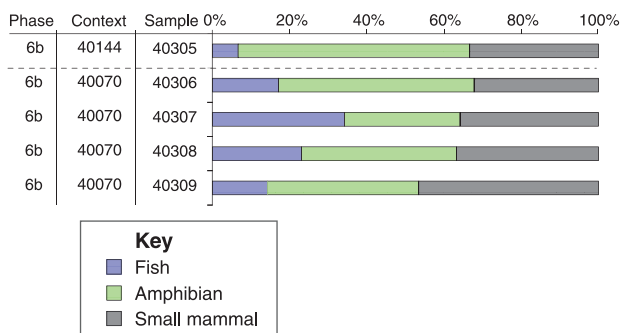 Phase Context Sample 0% 20% 40% 60% 80% 100%
6b 40144 40305
6b 40070 40306
6b 40070 40307
6b 40070 40308
6b 40070 40309
Key
Fish
Amphibian
Small mammal